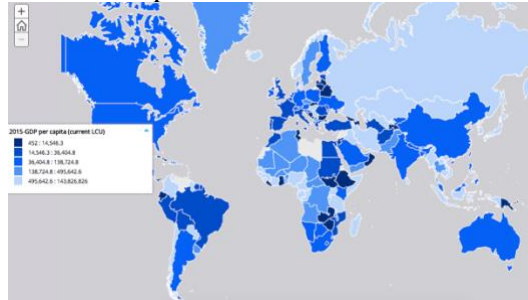 +
−
2015-GDP per capita (current LCU)
452 : 14,546.3
14,546.3 : 36,404.8
36,404.8 : 138,724.8
138,724.8 : 495,642.6
495,642.6 : 143,826,826